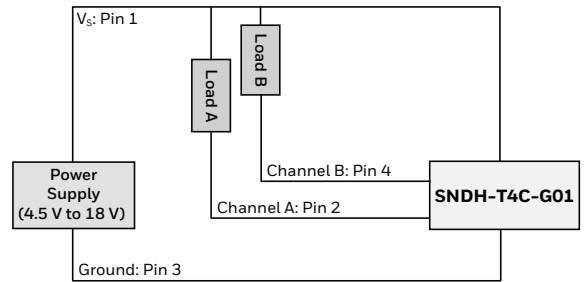 Vs: Pin 1
Load A
Load B
Power
Supply
(4.5 V to 18 V)
Channel B: Pin 4
SNDH-T4C-G01
Channel A: Pin 2
Ground: Pin 3